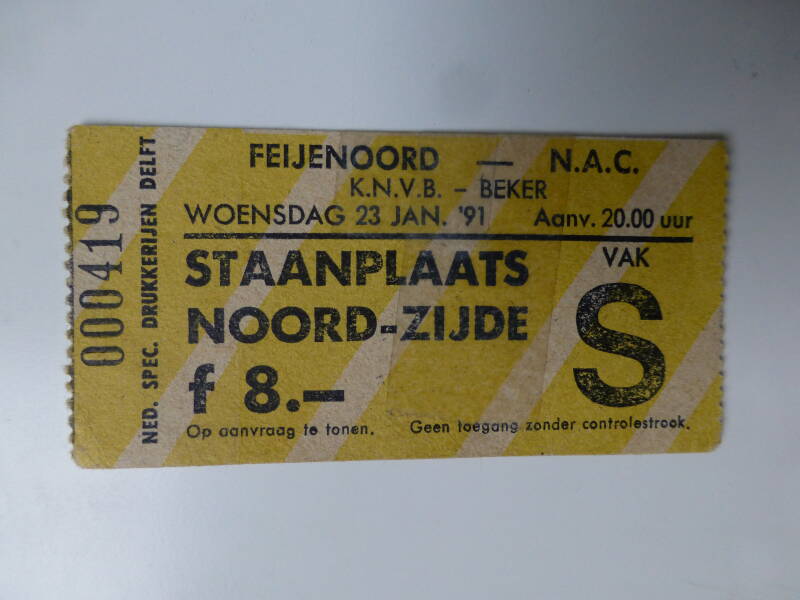 FEIJENOORD — N.A.C.
K.N.V.B. - BEKER
WOENSDAG 23 JAN. '91 Aanv. 20.00 uur
STAANPLAATS
NOORD-ZIJDE
f 8.-
VAK
S
Op aanvraag te tonen. Geen toegang zonder controlestrook.
NED. SPEC. DRUKKERIJEN DELFT
000419